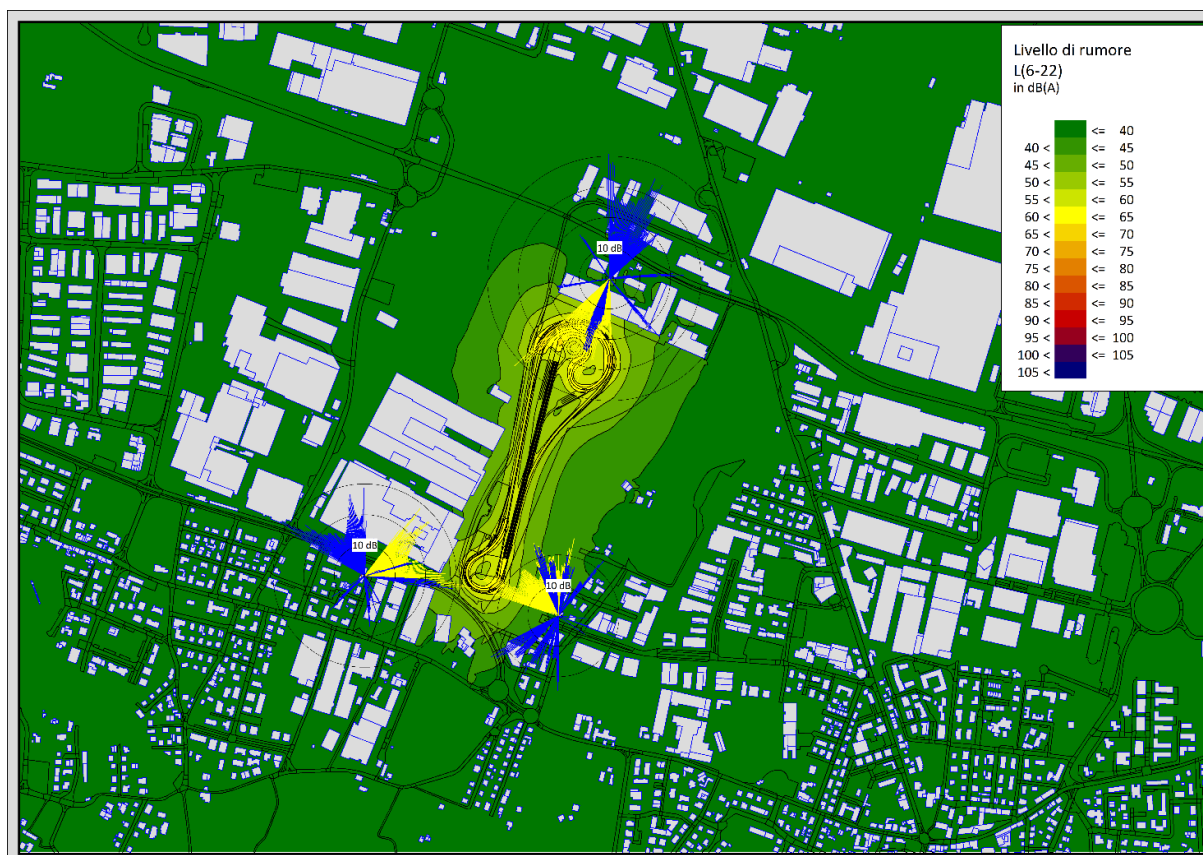 Livello di rumore
L(6-22)
in dB(A)
<= 40
40 < <= 45
45 < <= 50
50 < <= 55
55 < <= 60
60 < <= 65
65 < <= 70
70 < <= 75
75 < <= 80
80 < <= 85
85 < <= 90
90 < <= 95
95 < <= 100
100 < <= 105
105 <
10 dB
10 dB
10 dB